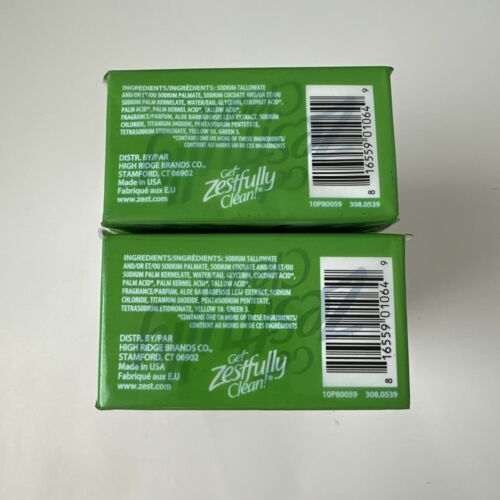 INGREDIENTS/INGRÉDIENTS: SODIUM TALLOWATE
AND/OR ET/OU SODIUM PALMATE, SODIUM COCOATE AND/OR ET/OU
SODIUM PALM KERNELATE, WATER/EAU, GLYCERIN, COCONUT ACID*,
PALM ACID*, PALM KERNEL ACID*, TALLOW ACID*,
FRAGRANCE/PARFUM, ALOE BARBADENSIS LEAF EXTRACT, SODIUM
CHLORIDE, TITANIUM DIOXIDE, PENTASODIUM PENTETATE,
TETRASODIUM ETIDRONATE, YELLOW 10, GREEN 3.
*CONTAINS ONE OR MORE OF THESE INGREDIENTS/
CONTIENT AU MOINS UN DE CES INGRÉDIENTS
DISTR. BY/PAR
HIGH RIDGE BRANDS CO.,
STAMFORD, CT 06902
Made in USA
Fabriqué aux E.U
www.zest.com
Get
Zestfully
Clean!®
8 16559 01064 9
10P80059 308.0539
INGREDIENTS/INGRÉDIENTS: SODIUM TALLOWATE
AND/OR ET/OU SODIUM PALMATE, SODIUM COCOATE AND/OR ET/OU
SODIUM PALM KERNELATE, WATER/EAU, GLYCERIN, COCONUT ACID*,
PALM ACID*, PALM KERNEL ACID*, TALLOW ACID*,
FRAGRANCE/PARFUM, ALOE BARBADENSIS LEAF EXTRACT, SODIUM
CHLORIDE, TITANIUM DIOXIDE, PENTASODIUM PENTETATE,
TETRASODIUM ETIDRONATE, YELLOW 10, GREEN 3.
*CONTAINS ONE OR MORE OF THESE INGREDIENTS/
CONTIENT AU MOINS UN DE CES INGRÉDIENTS
DISTR. BY/PAR
HIGH RIDGE BRANDS CO.,
STAMFORD, CT 06902
Made in USA
Fabriqué aux E.U
www.zest.com
Get
Zestfully
Clean!®
8 16559 01064 9
10P80059 308.0539